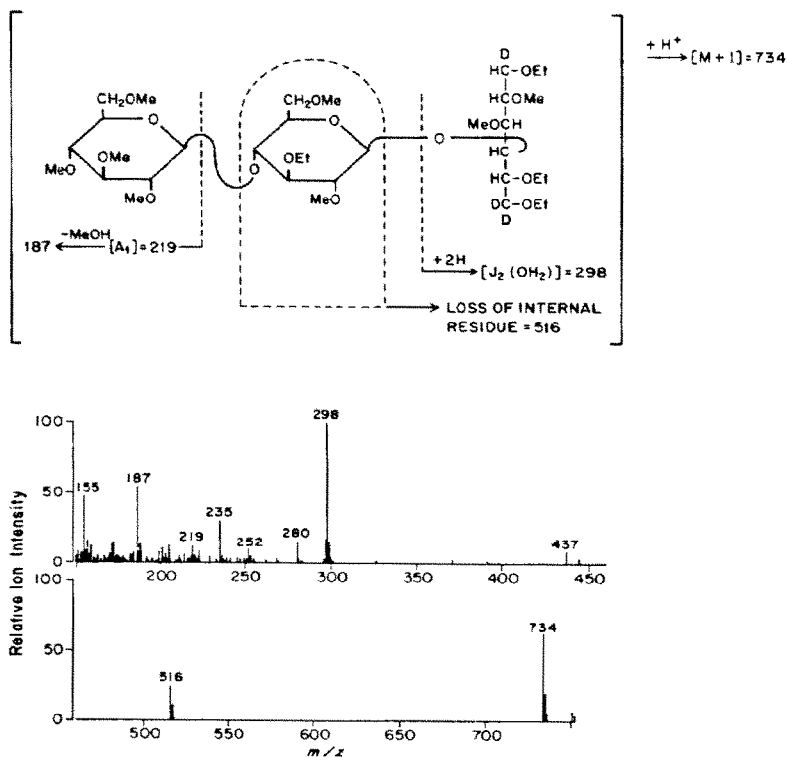 + H⁺
[M + 1] = 734
D
HC-OEt
HCOMe
MeOCH
HC
HC-OEt
DC-OEt
D
CH₂OMe
O
OMe
MeO
MeO
CH₂OMe
O
OEt
O
MeO
O
187 -MeOH [A₁] = 219
+2H [J₂ (OH₂)] = 298
LOSS OF INTERNAL
RESIDUE = 516
Relative Ion Intensity
100
50
0
155
187
219
235
252
280
298
437
200 250 300 350 400 450
100
50
0
516
734
500 550 600 650 700
m/z